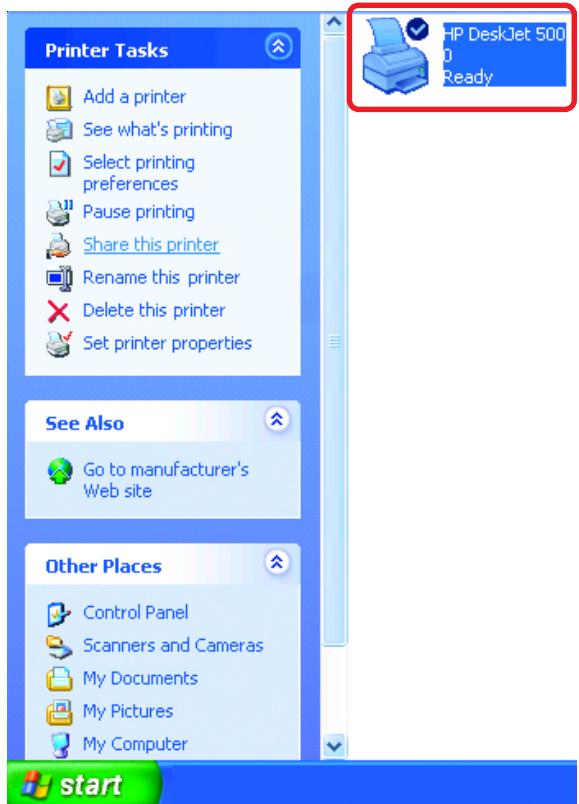 Printer Tasks
Add a printer
See what's printing
Select printing
preferences
Pause printing
Share this printer
Rename this printer
Delete this printer
Set printer properties
See Also
Go to manufacturer's
Web site
Other Places
Control Panel
Scanners and Cameras
My Documents
My Pictures
My Computer
HP DeskJet 500
0
Ready
start